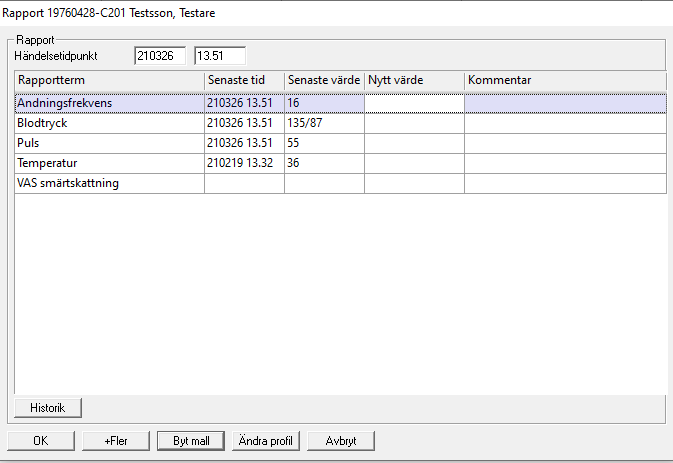 Rapport 19760428-C201 Testsson, Testare
Rapport
Händelsetidpunkt 210326 13.51
Rapportterm Senaste tid Senaste värde Nytt värde Kommentar
Andningsfrekvens 210326 13.51 16
Blodtryck 210326 13.51 135/87
Puls 210326 13.51 55
Temperatur 210219 13.32 36
VAS smärtskattning
Historik
OK +Fler Byt mall Ändra profil Avbryt